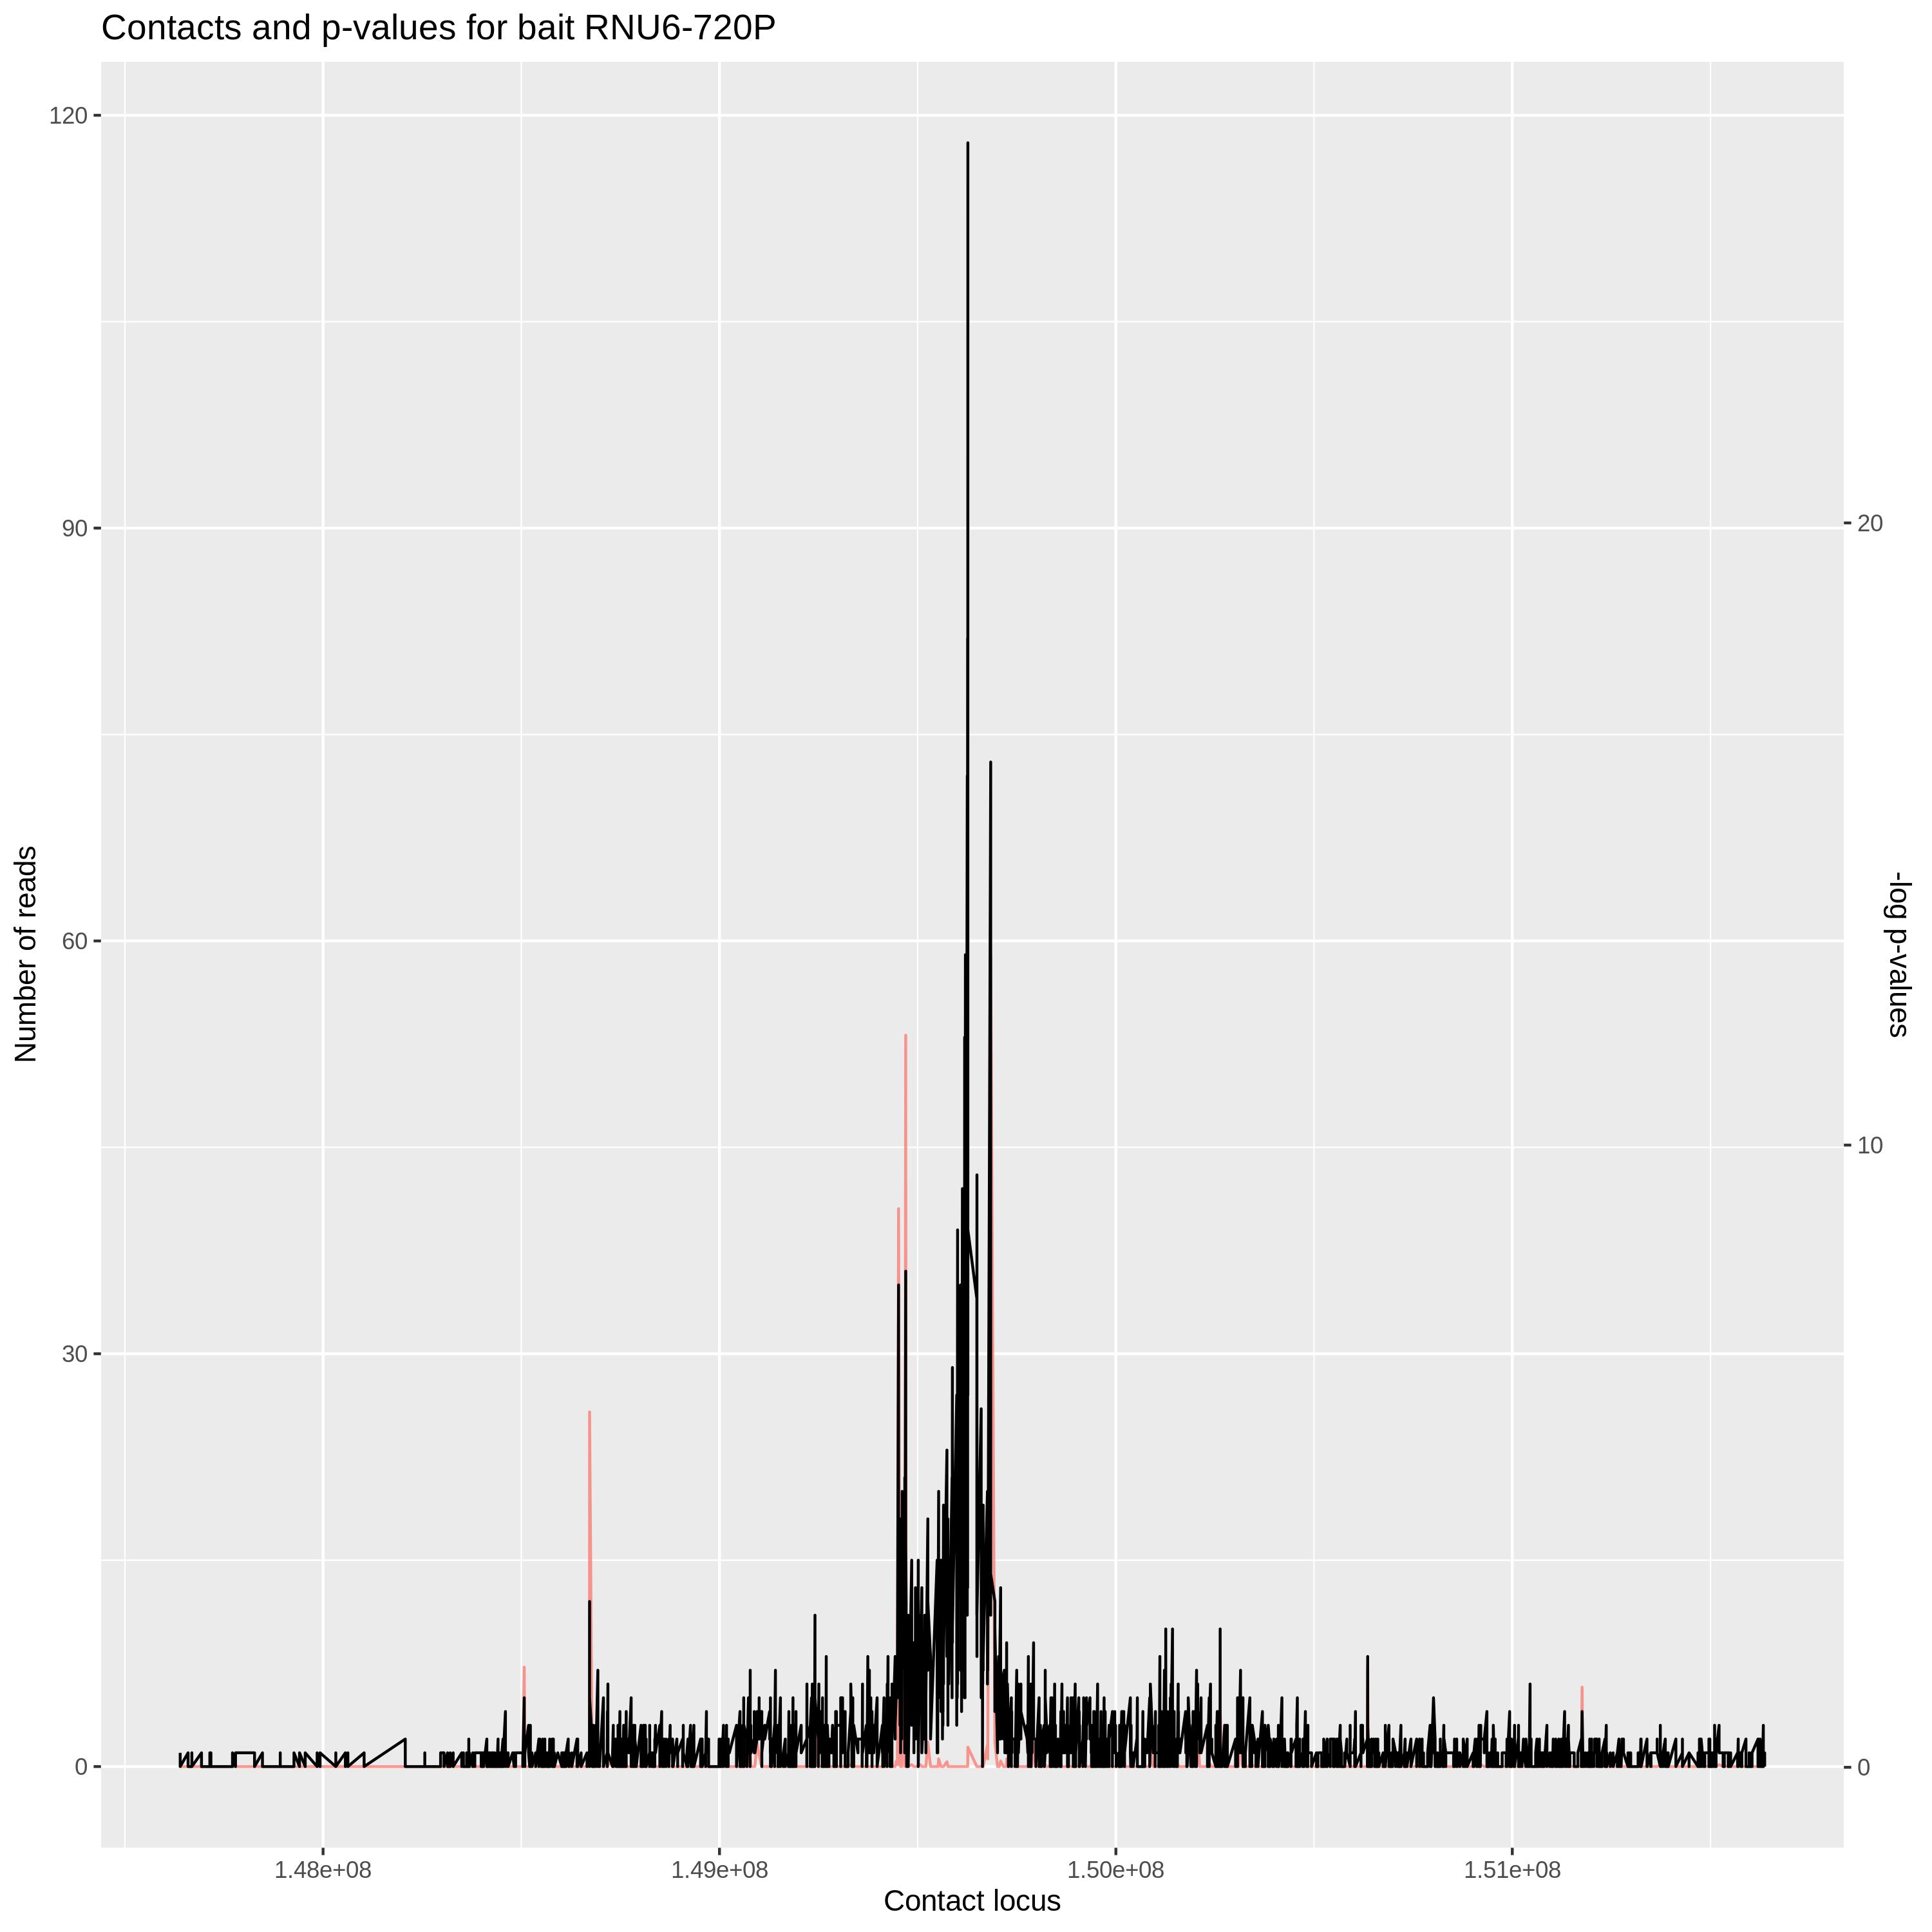 Contacts and p-values for bait RNU6-720P
120
90
60
30
0
Number of reads
20
10
0
-log p-values
1.48e+08
1.49e+08
1.50e+08
1.51e+08
Contact locus